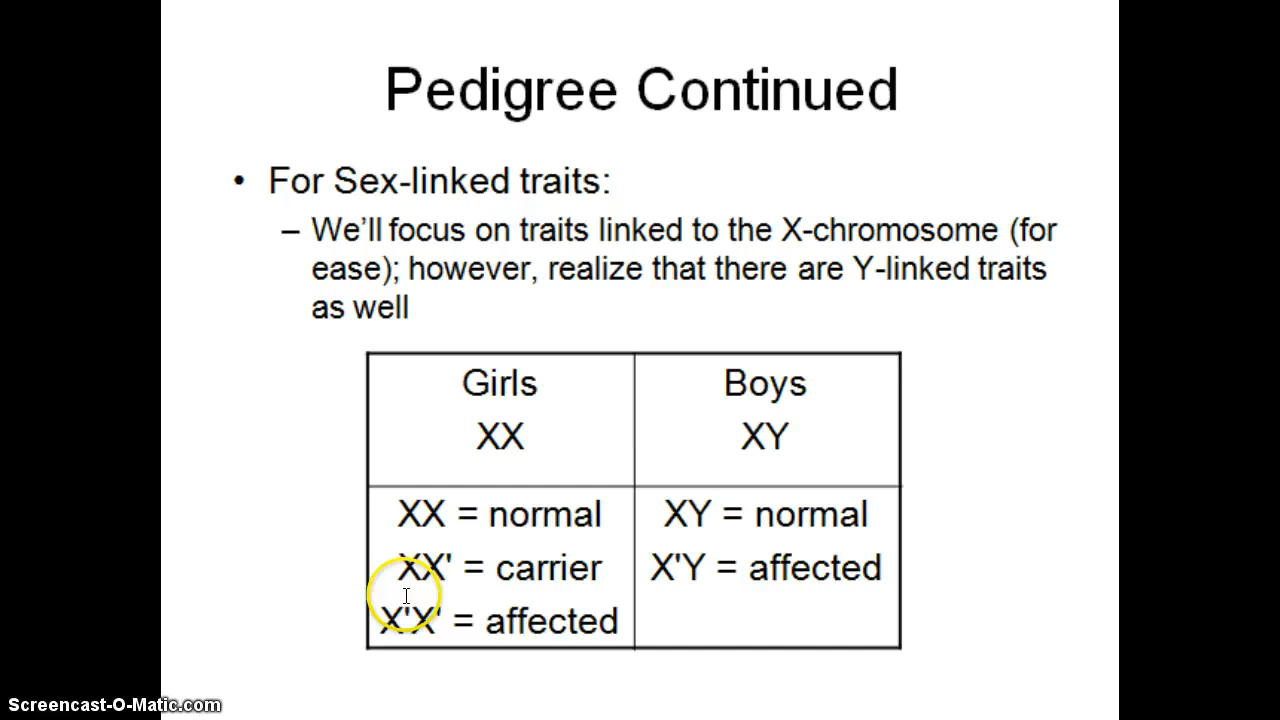 Pedigree Continued
• For Sex-linked traits:
– We'll focus on traits linked to the X-chromosome (for
ease); however, realize that there are Y-linked traits
as well
Girls
XX
Boys
XY
XX = normal
XX' = carrier
X'X' = affected
XY = normal
X'Y = affected
Screencast-O-Matic.com